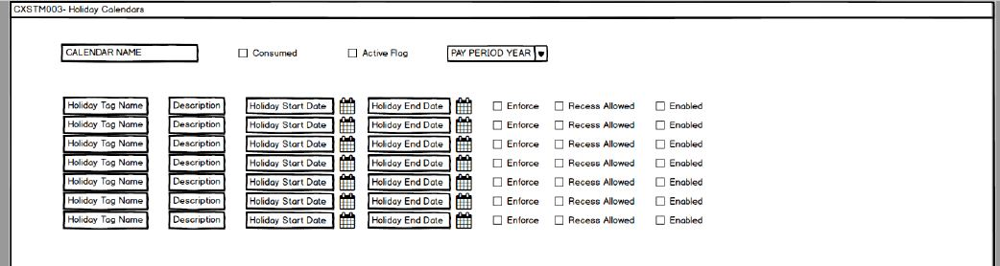 CXSTM003- Holiday Calendars
CALENDAR NAME Consumed Active Flag PAY PERIOD YEAR
Holiday Tag Name Description Holiday Start Date Holiday End Date Enforce Recess Allowed Enabled
Holiday Tag Name Description Holiday Start Date Holiday End Date Enforce Recess Allowed Enabled
Holiday Tag Name Description Holiday Start Date Holiday End Date Enforce Recess Allowed Enabled
Holiday Tag Name Description Holiday Start Date Holiday End Date Enforce Recess Allowed Enabled
Holiday Tag Name Description Holiday Start Date Holiday End Date Enforce Recess Allowed Enabled
Holiday Tag Name Description Holiday Start Date Holiday End Date Enforce Recess Allowed Enabled
Holiday Tag Name Description Holiday Start Date Holiday End Date Enforce Recess Allowed Enabled